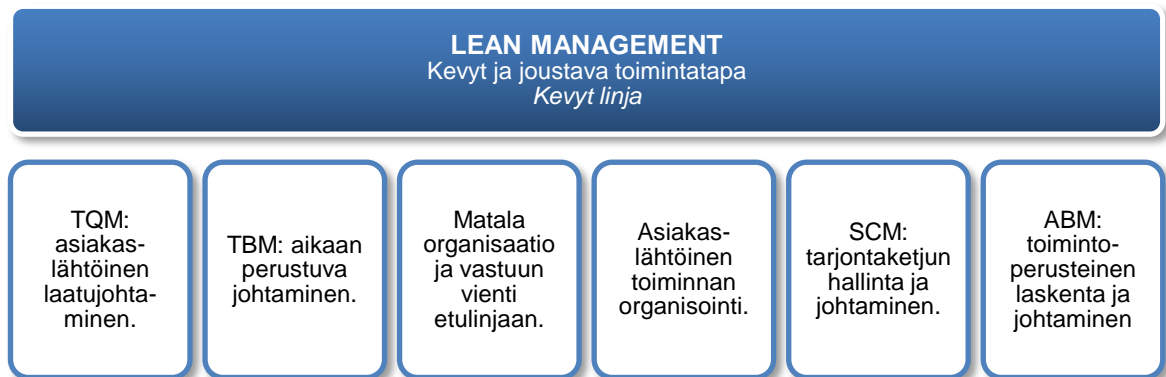 LEAN MANAGEMENT
Kevyt ja joustava toimintatapa
Kevyt linja
TQM:
asiakas-
lähtöinen
laatujohta-
minen.
TBM: aikaan
perustuva
johtaminen.
Matala
organisaatio
ja vastuun
vienti
etulinjaan.
Asiakas-
lähtöinen
toiminnan
organisointi.
SCM:
tarjontaketjun
hallinta ja
johtaminen.
ABM:
toiminto-
perusteinen
laskenta ja
johtaminen